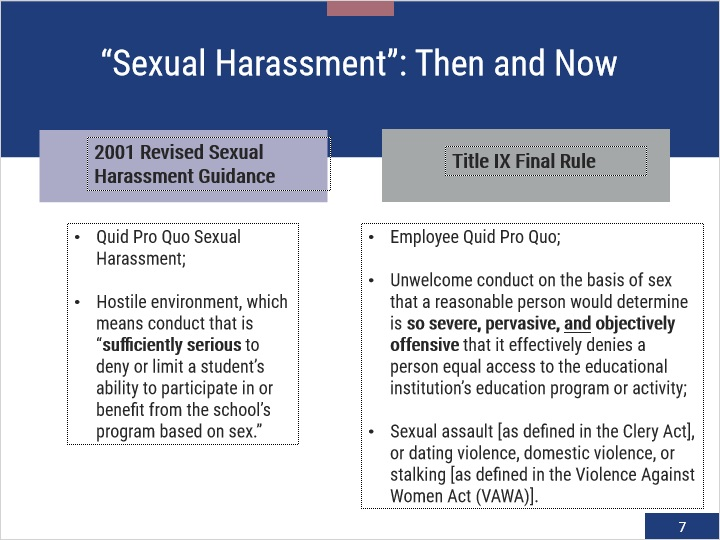 “Sexual Harassment”: Then and Now
2001 Revised Sexual
Harassment Guidance
• Quid Pro Quo Sexual
Harassment;
• Hostile environment, which
means conduct that is
“sufficiently serious to
deny or limit a student’s
ability to participate in or
benefit from the school’s
program based on sex.”
Title IX Final Rule
• Employee Quid Pro Quo;
• Unwelcome conduct on the basis of sex
that a reasonable person would determine
is so severe, pervasive, and objectively
offensive that it effectively denies a
person equal access to the educational
institution’s education program or activity;
• Sexual assault [as defined in the Clery Act],
or dating violence, domestic violence, or
stalking [as defined in the Violence Against
Women Act (VAWA)].
7